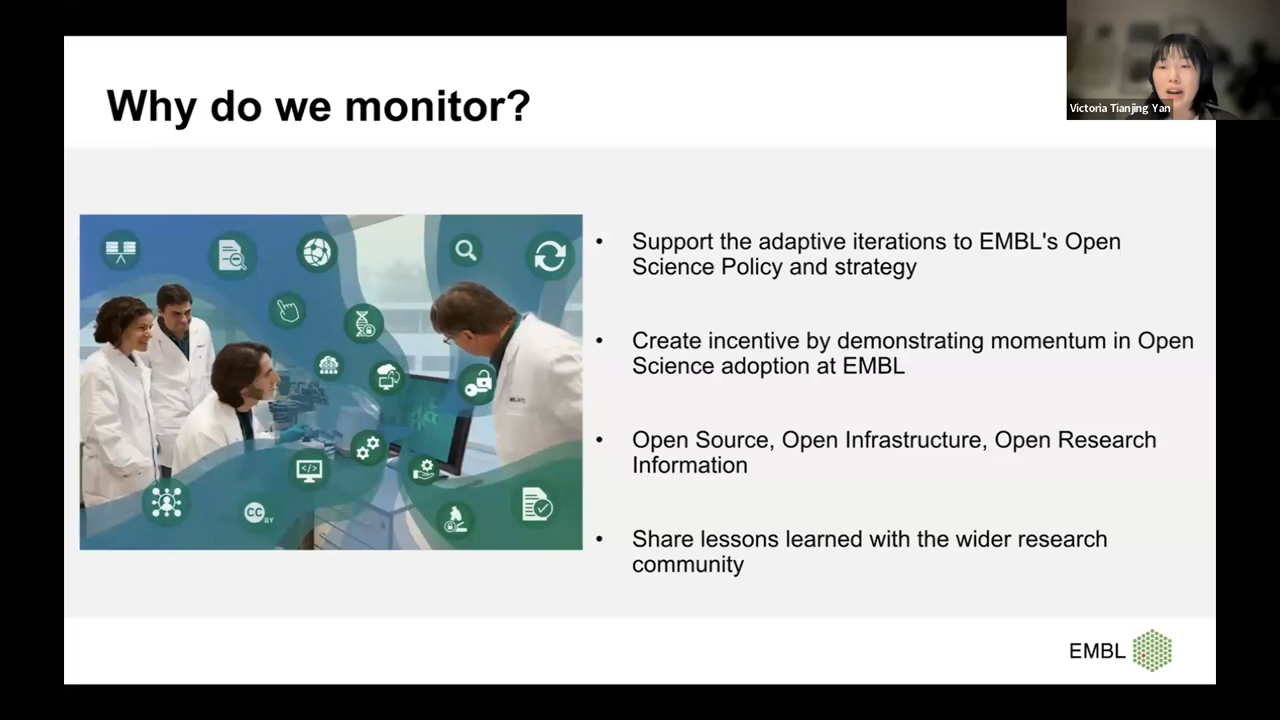 Why do we monitor?
Victoria Tianjing Yan
• Support the adaptive iterations to EMBL's Open
Science Policy and strategy
• Create incentive by demonstrating momentum in Open
Science adoption at EMBL
• Open Source, Open Infrastructure, Open Research
Information
• Share lessons learned with the wider research
community
</>
CC BY
EMBL